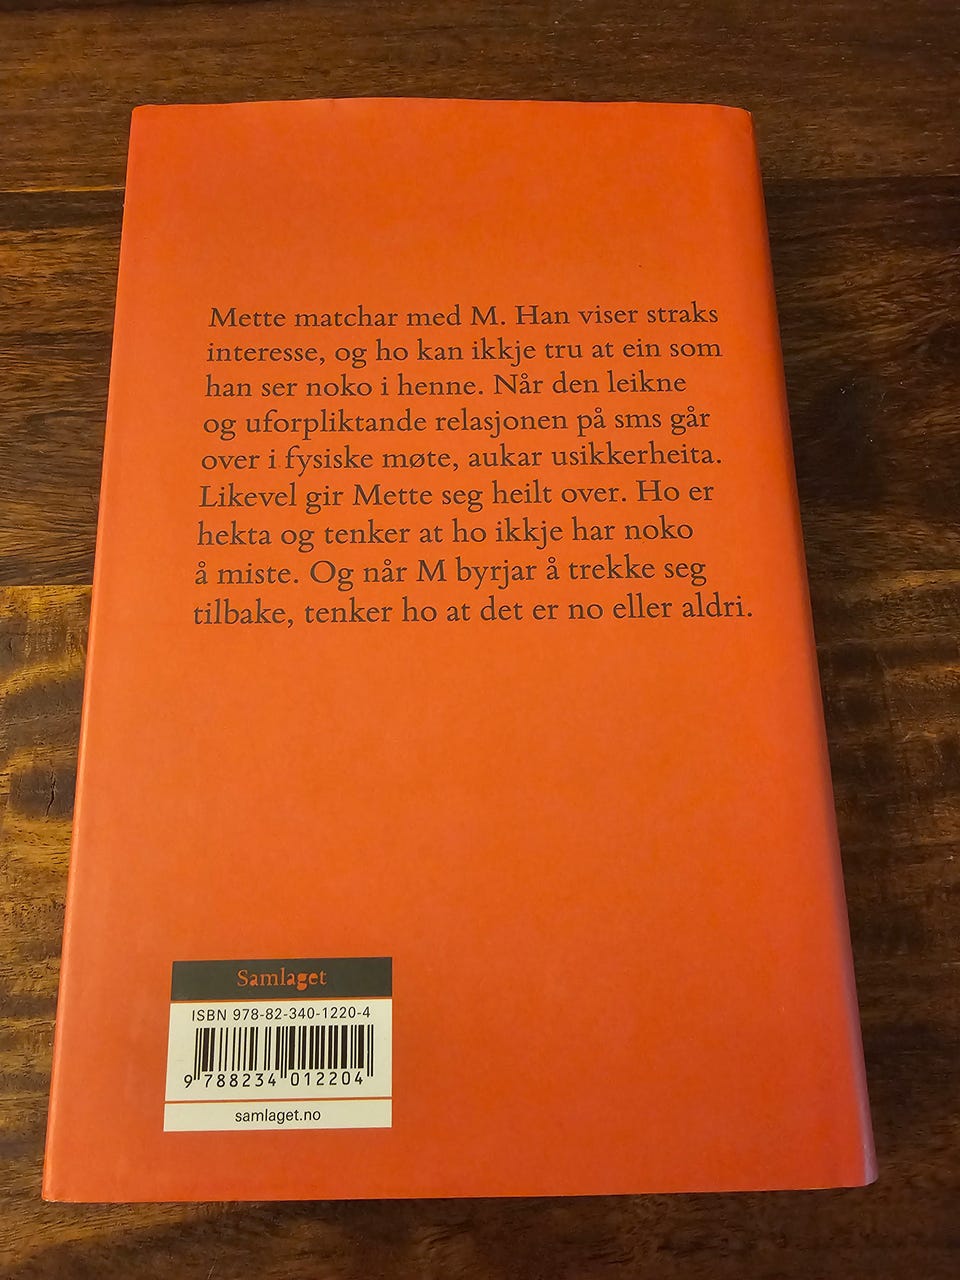 Mette matchar med M. Han viser straks
interesse, og ho kan ikkje tru at ein som
han ser noko i henne. Når den leikne
og uforpliktande relasjonen på sms går
over i fysiske møte, aukar usikkerheita.
Likevel gir Mette seg heilt over. Ho er
hekta og tenker at ho ikkje har noko
å miste. Og når M byrjar å trekke seg
tilbake, tenker ho at det er no eller aldri.
Samlaget
ISBN 978-82-340-1220-4
9 788234 012204
samlaget.no